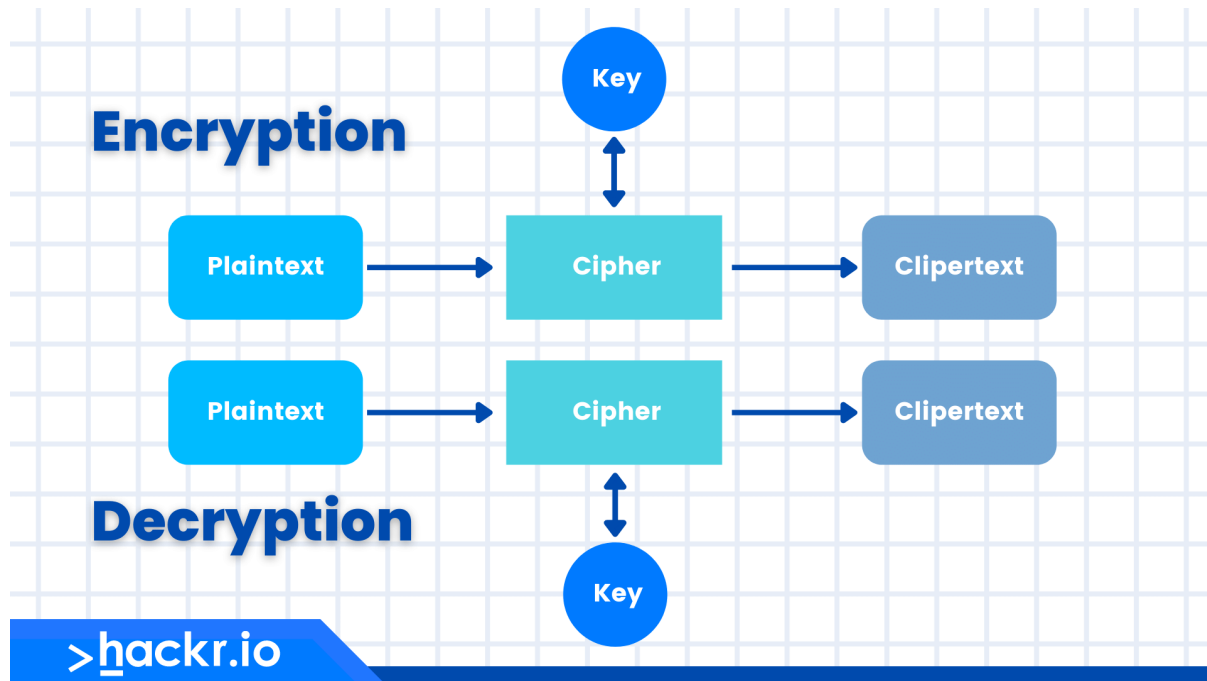 Key
Encryption
Plaintext
Cipher
Clipertext
Plaintext
Cipher
Clipertext
Decryption
Key
>hackr.io